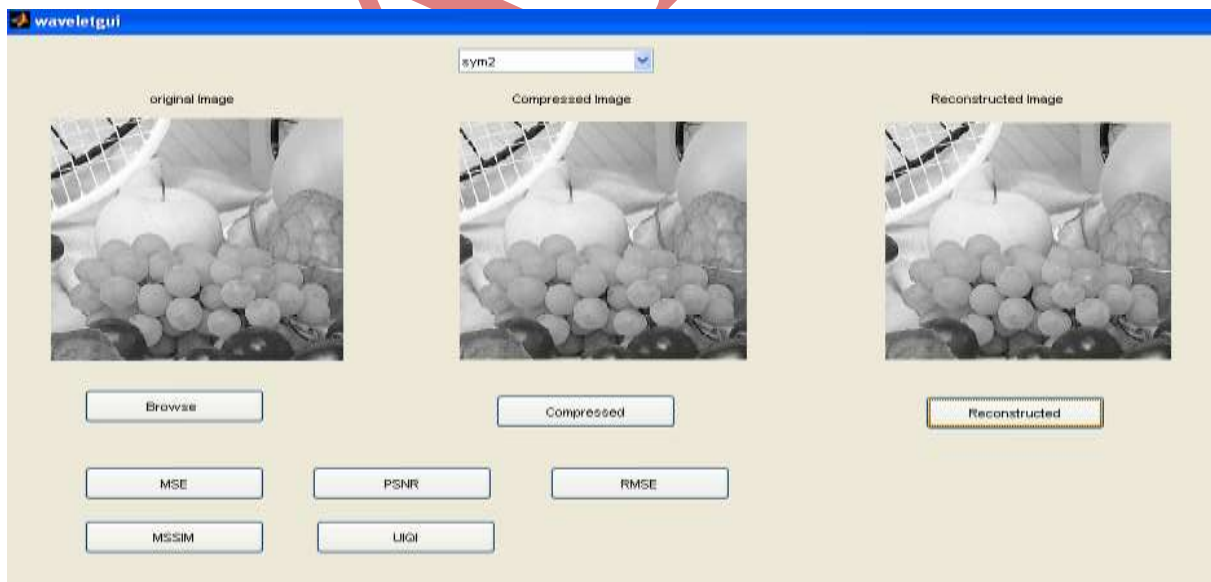 waveletgui
sym2
original Image
Compressed Image
Reconstructed Image
Browse
Compressed
Reconstructed
MSE
PSNR
RMSE
MSSIM
UIQI